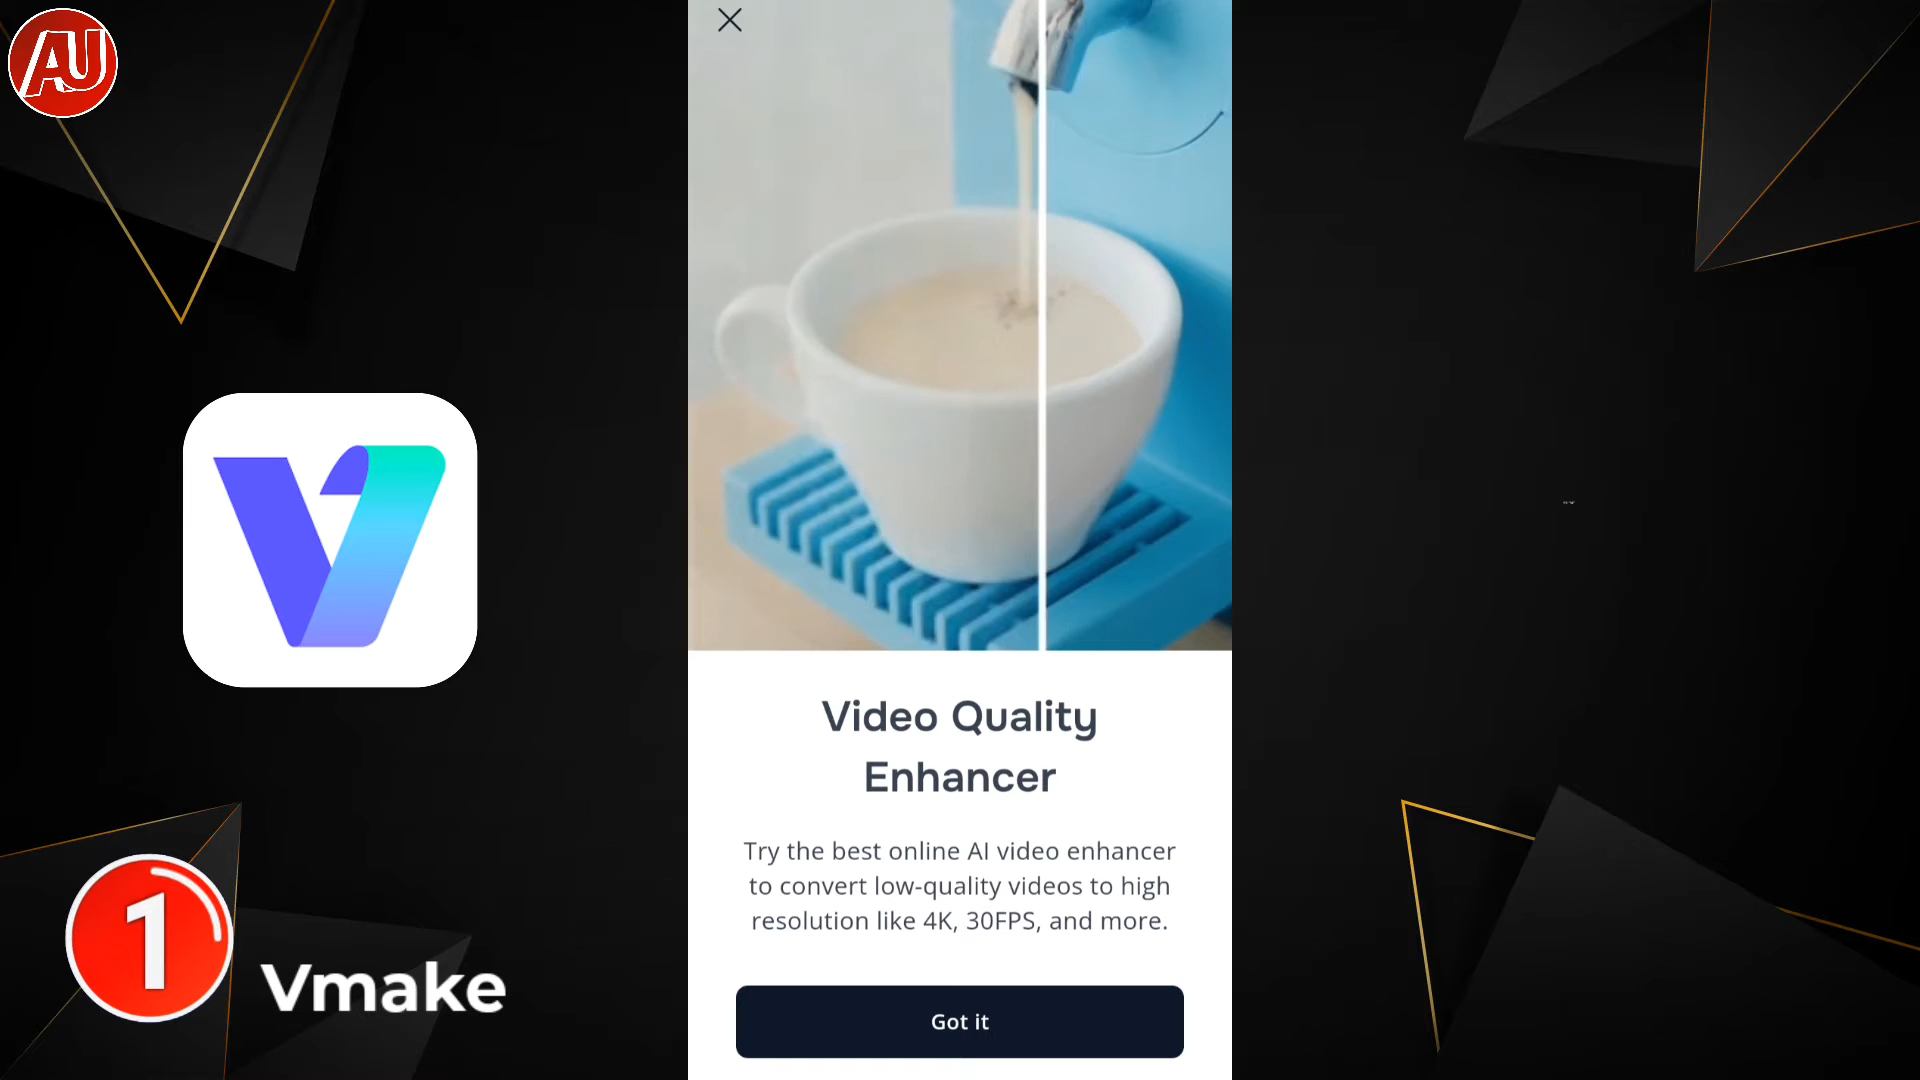 AU
Video Quality
Enhancer
Try the best online AI video enhancer
to convert low-quality videos to high
resolution like 4K, 30FPS, and more.
Got it
1
Vmake